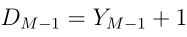 $D_{M-1} = Y_{M-1} + 1$